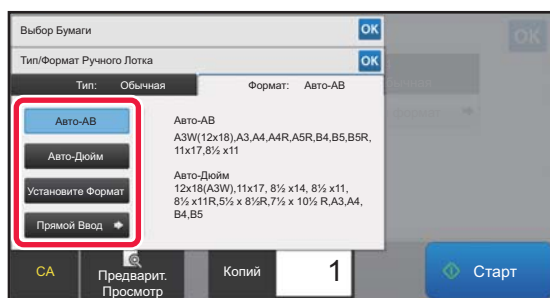 Выбор Бумаги
OK
OK
Тип/Формат Ручного Лотка
OK
Тип: Обычная
Формат: Авто-AB
Авто-AB
Авто-Дюйм
Установите Формат
Прямой Ввод
Авто-AB
A3W(12x18),A3,A4,A4R,A5R,B4,B5,B5R,
11x17,8½ x11
Авто-Дюйм
12x18(A3W),11x17, 8½ x14, 8½ x11,
8½ x11R,5½ x 8½R,7½ x 10½ R,A3,A4,
B4,B5
CA
Предварит.
Просмотр
Копий
1
Старт